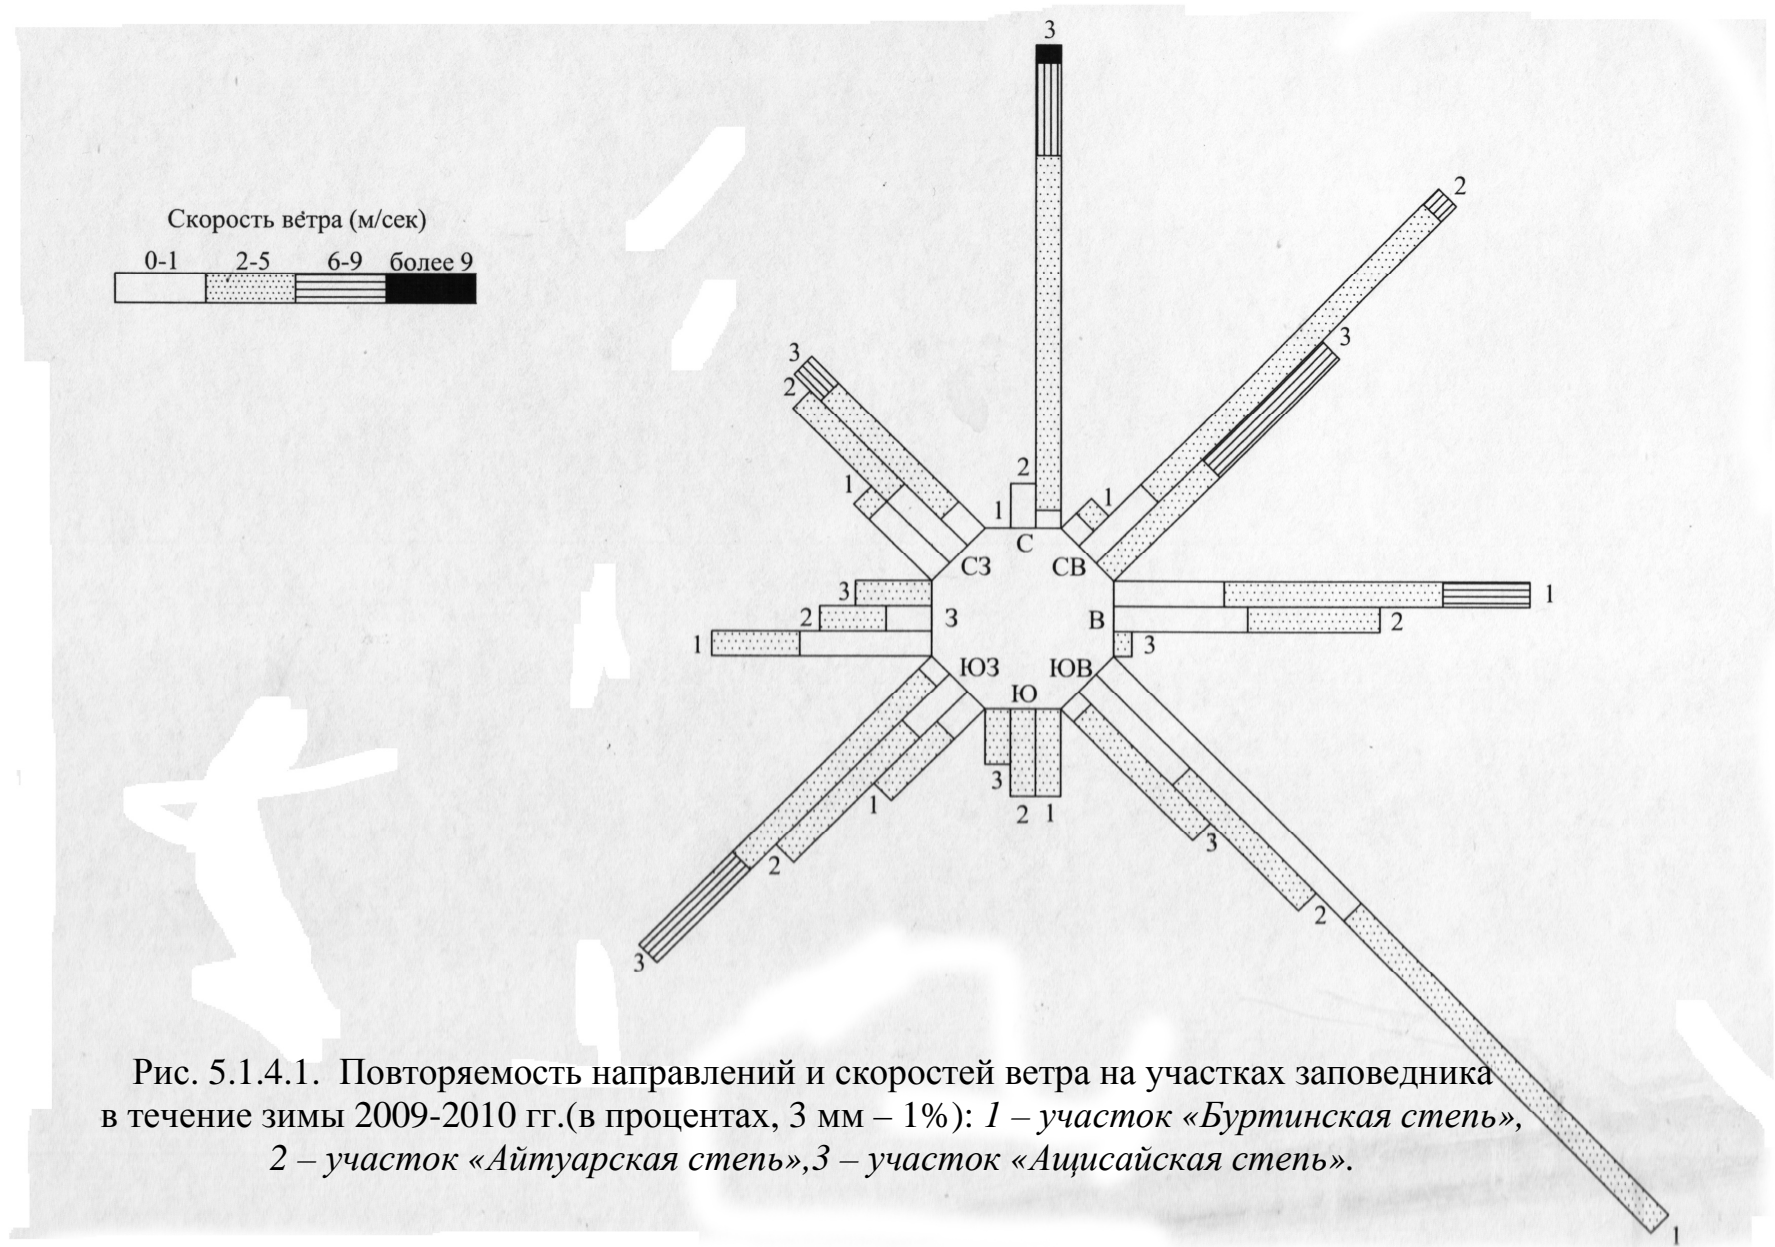 3
2
Скорость ветра (м/сек)
0-1 2-5 6-9 более 9
3
3
2
2
1
1
1
С
СЗ
СВ
3
1
2
З
В
2
1
3
ЮЗ
ЮВ
Ю
3
1
2
1
3
2
2
3
1
Рис. 5.1.4.1. Повторяемость направлений и скоростей ветра на участках заповедника
в течение зимы 2009-2010 гг.(в процентах, 3 мм – 1%): 1 – участок «Буртинская степь»,
2 – участок «Айтуарская степь»,3 – участок «Ащисайская степь».